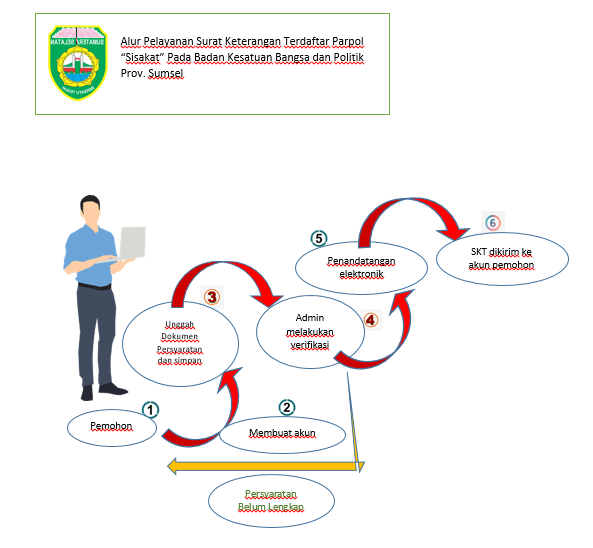 Alur Pelayanan Surat Keterangan Terdaftar Parpol
“Sisakat” Pada Badan Kesatuan Bangsa dan Politik
Prov. Sumsel
SUMATERA SELATAN
1
Pemohon
2
Membuat akun
3
Unggah
Dokumen
Persyaratan
dan simpan
4
Admin
melakukan
verifikasi
5
Penandatangan
elektronik
6
SKT dikirim ke
akun pemohon
Persyaratan
Belum Lengkap